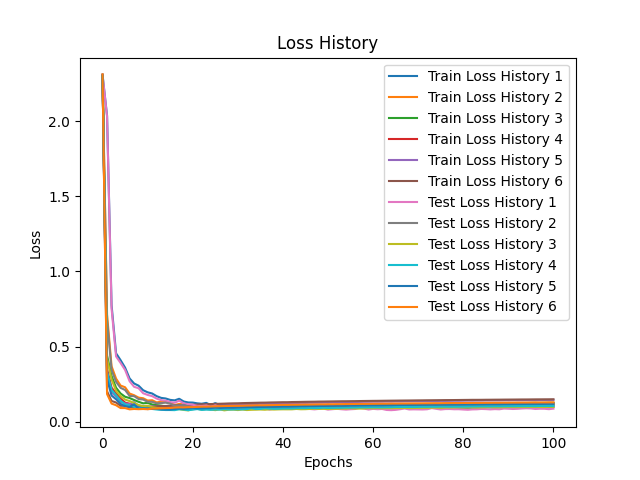 Loss History
Train Loss History 1
Train Loss History 2
Train Loss History 3
Train Loss History 4
Train Loss History 5
Train Loss History 6
Test Loss History 1
Test Loss History 2
Test Loss History 3
Test Loss History 4
Test Loss History 5
Test Loss History 6
Loss
2.0
1.5
1.0
0.5
0.0
0 20 40 60 80 100
Epochs